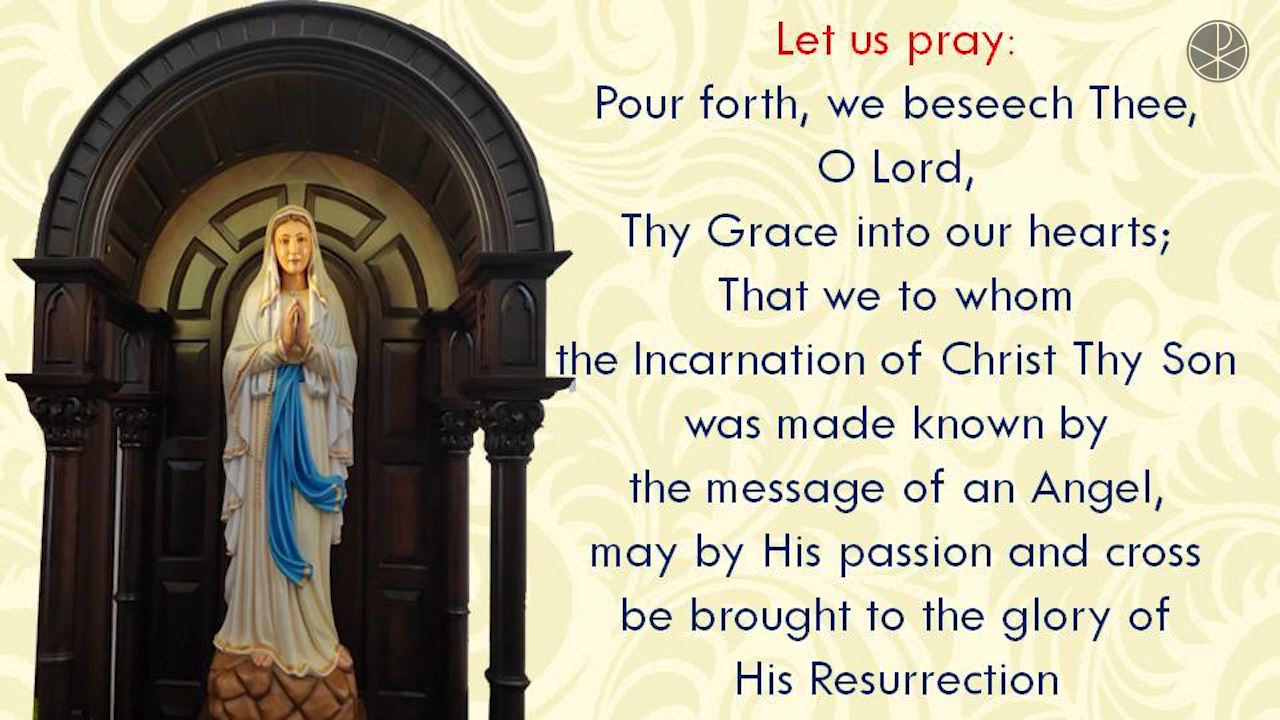 Let us pray:
Pour forth, we beseech Thee,
O Lord,
Thy Grace into our hearts;
That we to whom
the Incarnation of Christ Thy Son
was made known by
the message of an Angel,
may by His passion and cross
be brought to the glory of
His Resurrection